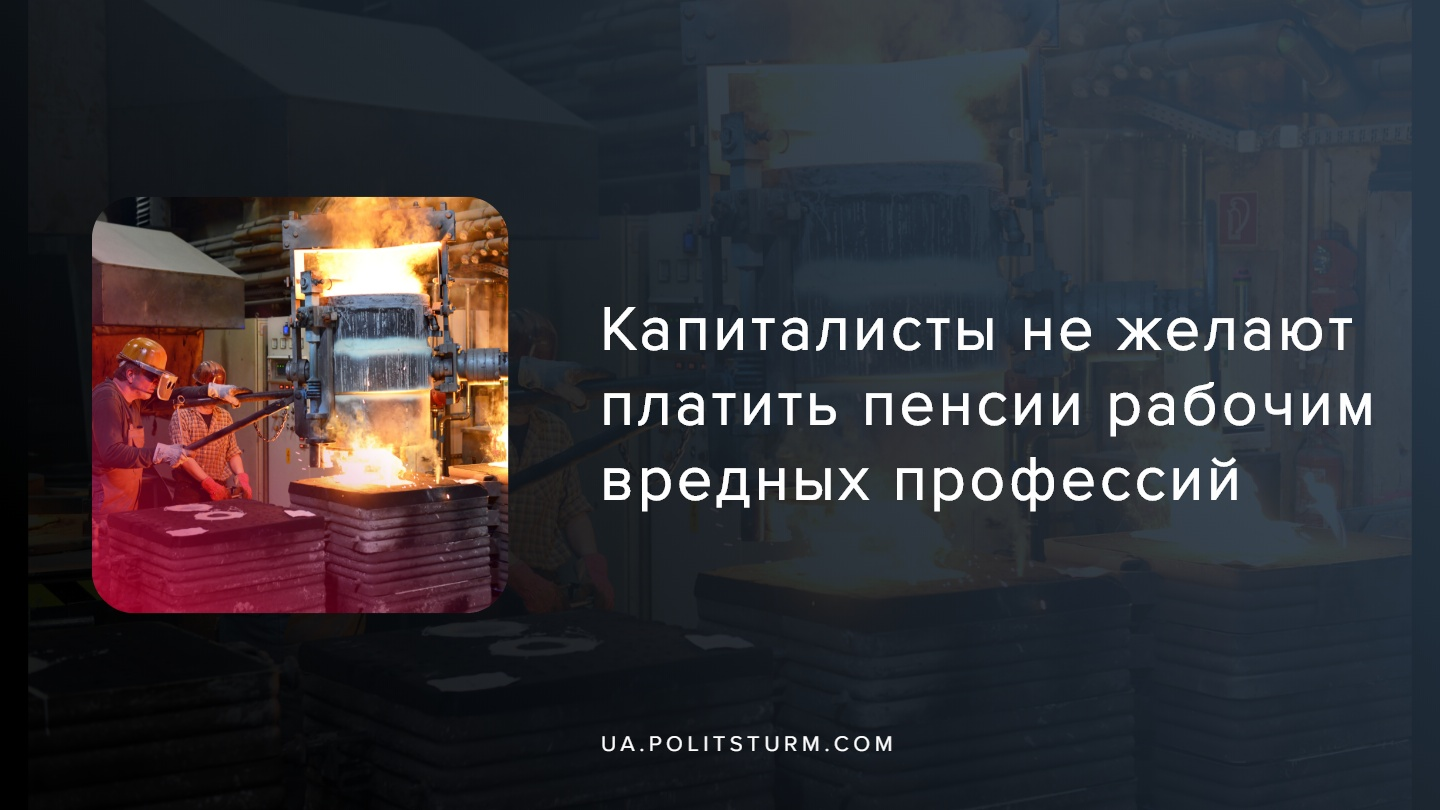 Капиталисты не желают
платить пенсии рабочим
вредных профессий
UA.POLITSTURM.COM